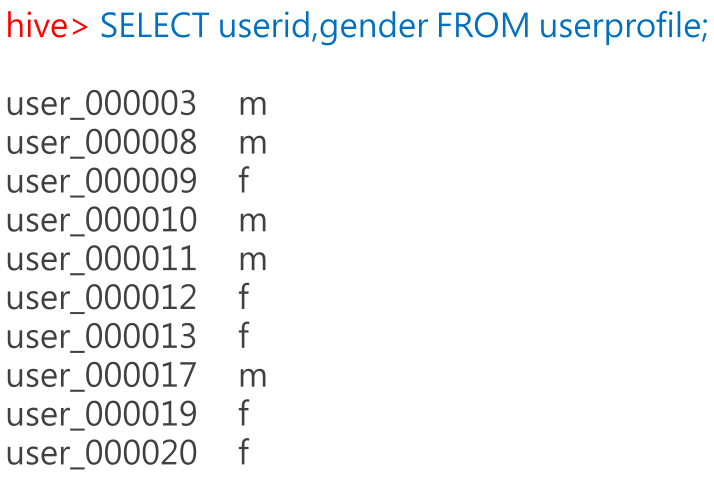 hive> SELECT userid,gender FROM userprofile;
user_000003 m
user_000008 m
user_000009 f
user_000010 m
user_000011 m
user_000012 f
user_000013 f
user_000017 m
user_000019 f
user_000020 f